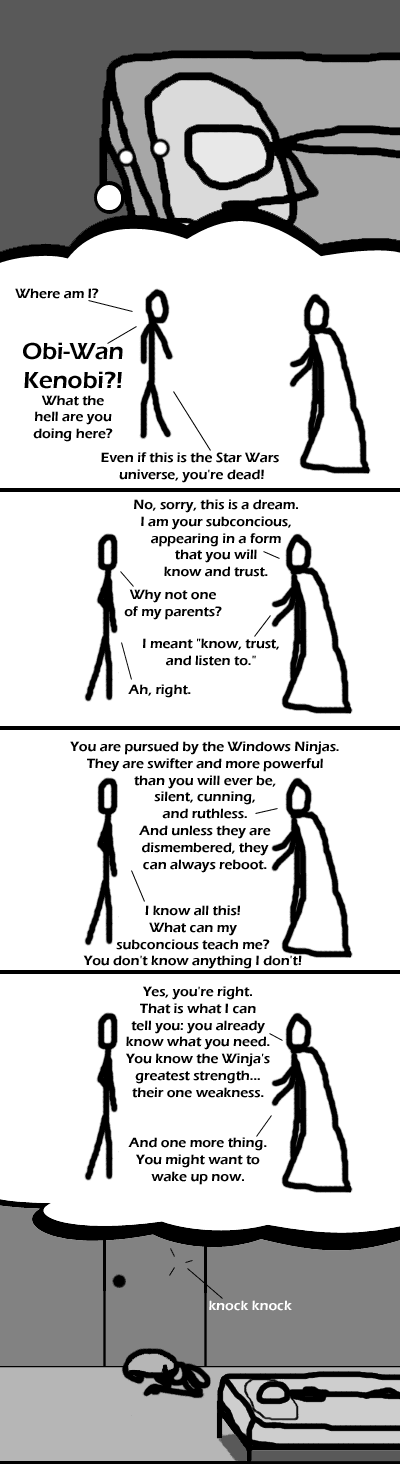 Where am I?
Obi-Wan
Kenobi?!
What the
hell are you
doing here?
Even if this is the Star Wars
universe, you're dead!
No, sorry, this is a dream.
I am your subconcious,
appearing in a form
that you will
know and trust.
Why not one
of my parents?
I meant "know, trust,
and listen to."
Ah, right.
You are pursued by the Windows Ninjas.
They are swifter and more powerful
than you will ever be,
silent, cunning,
and ruthless.
And unless they are
dismembered, they
can always reboot.
I know all this!
What can my
subconcious teach me?
You don't know anything I don't!
Yes, you're right.
That is what I can
tell you: you already
know what you need.
You know the Winja's
greatest strength...
their one weakness.
And one more thing.
You might want to
wake up now.
knock knock